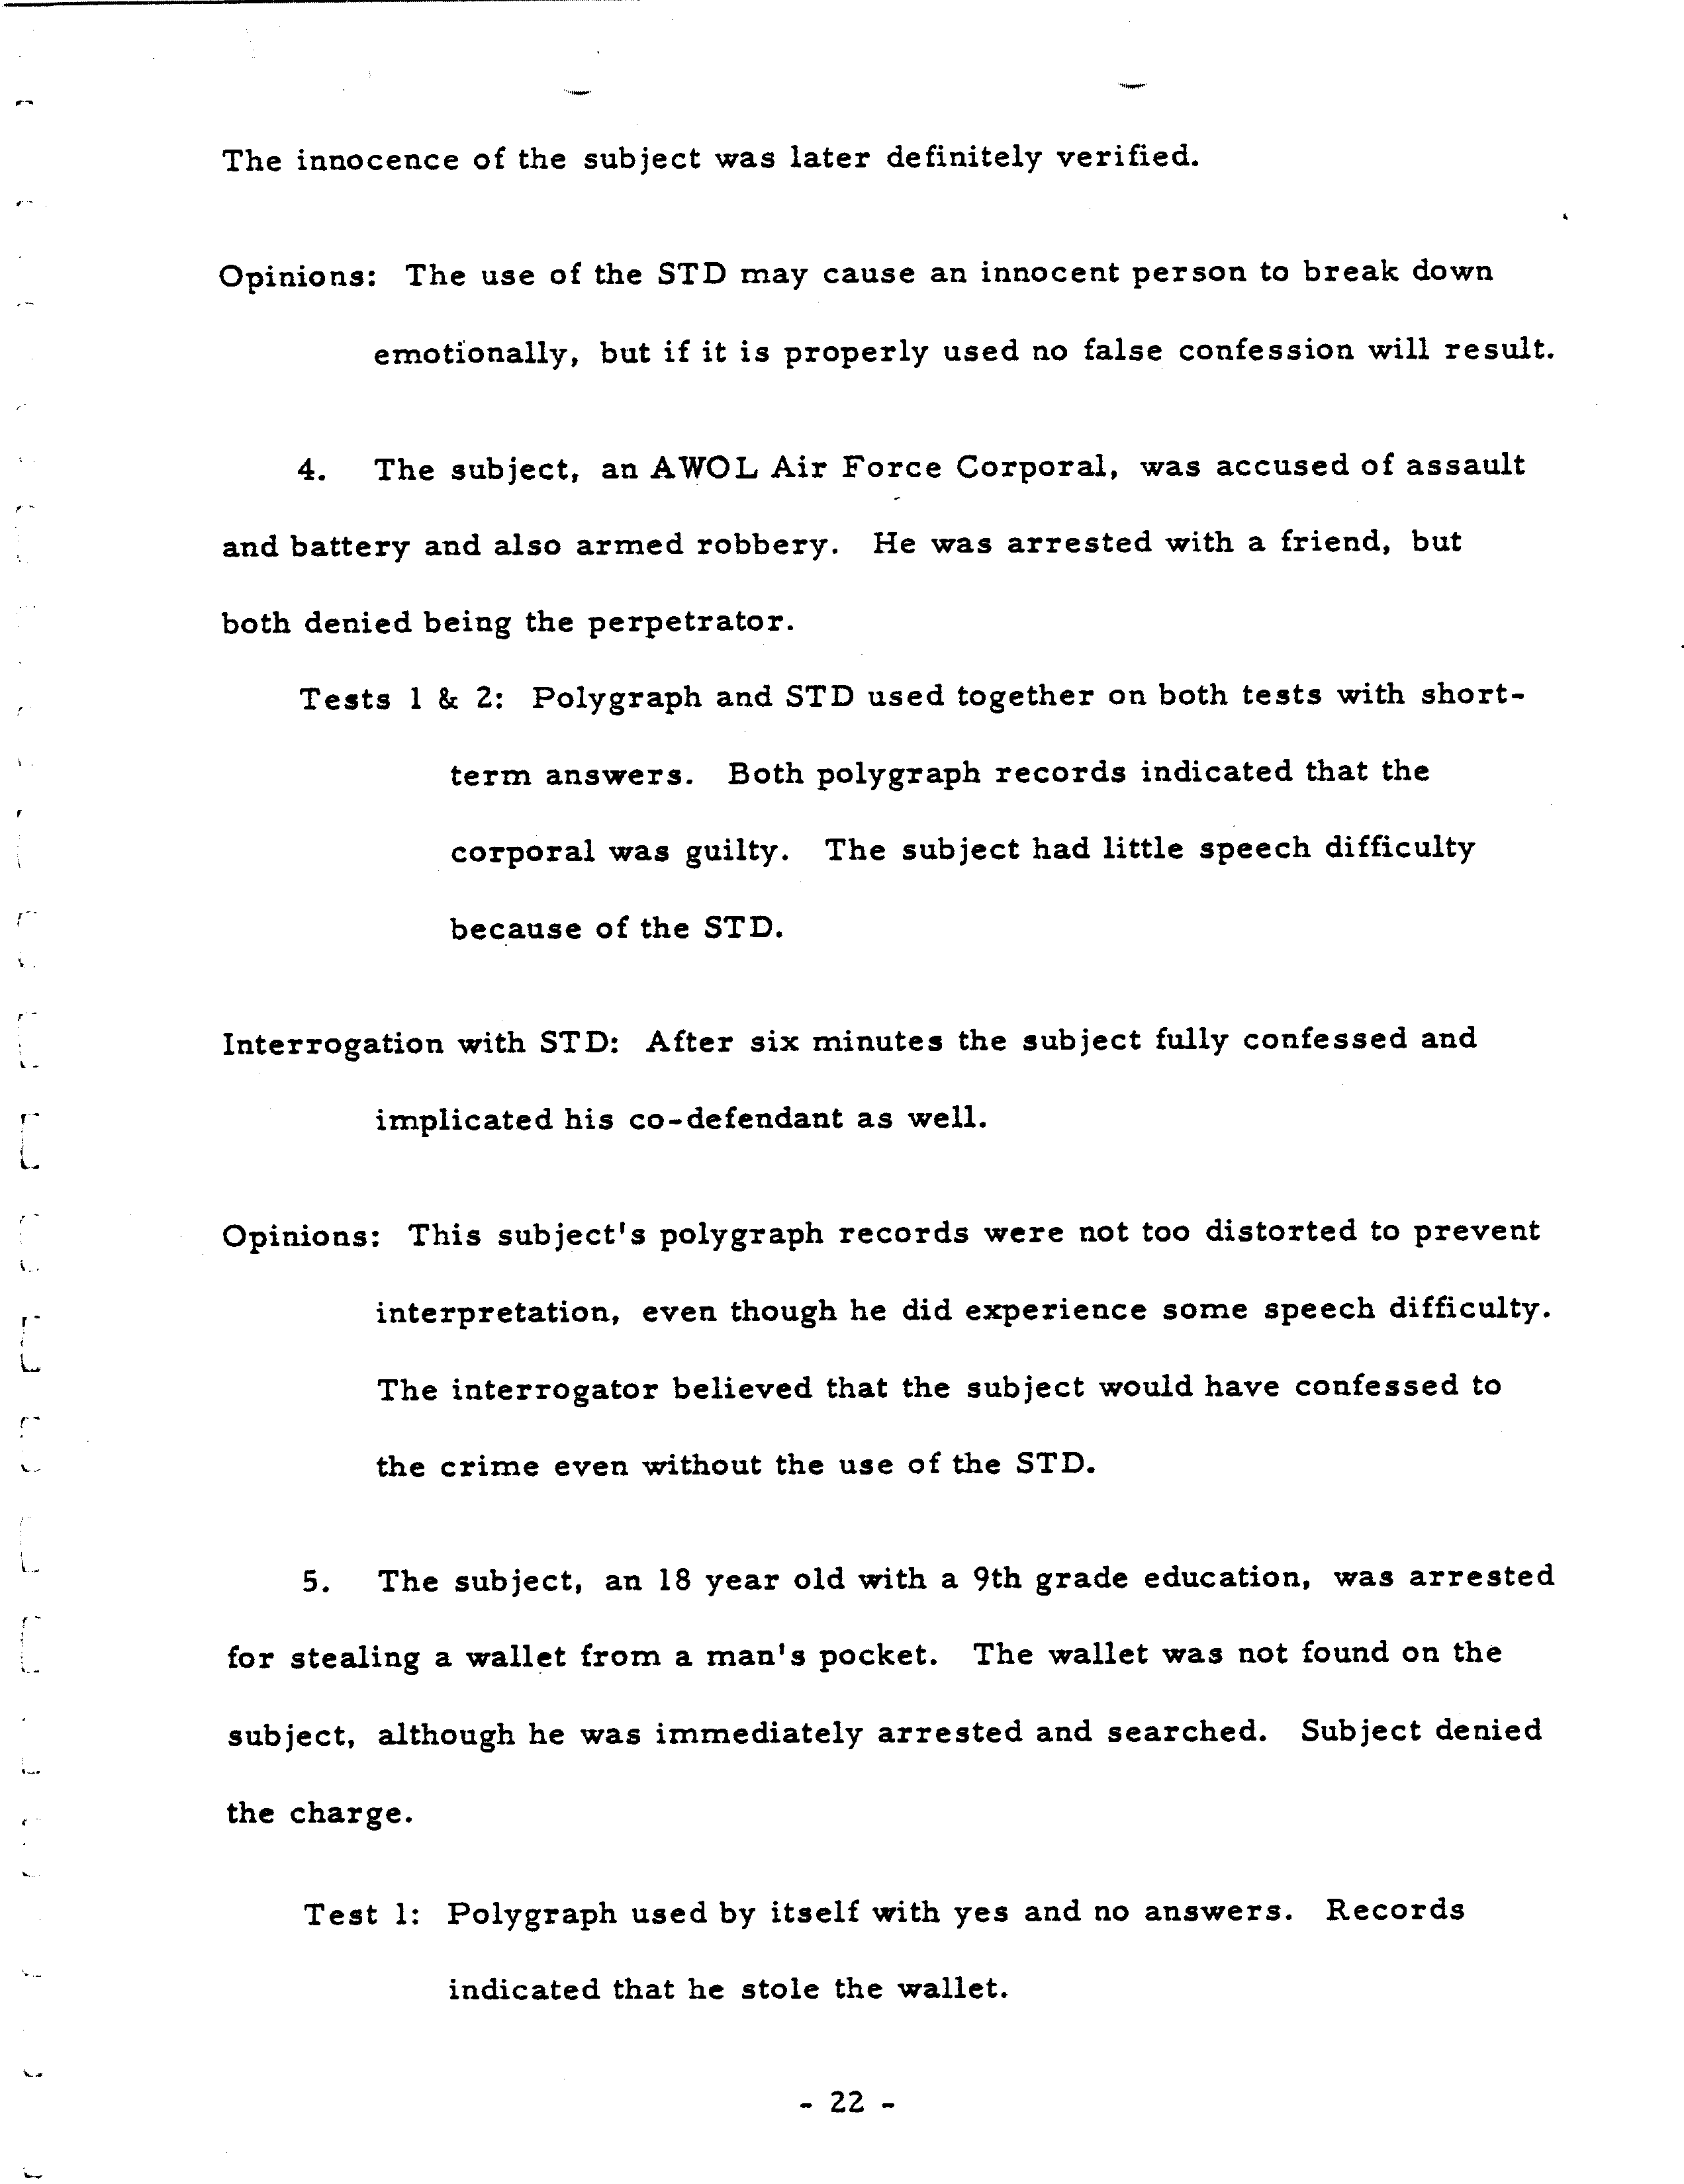 The innocence of the subject was later definitely verified.
Opinions: The use of the STD may cause an innocent person to break down
emotionally, but if it is properly used no false confession will result.
4. The subject, an AWOL Air Force Corporal, was accused of assault
and battery and also armed robbery. He was arrested with a friend, but
both denied being the perpetrator.
Tests 1 & 2: Polygraph and STD used together on both tests with short-
term answers. Both polygraph records indicated that the
corporal was guilty. The subject had little speech difficulty
because of the STD.
Interrogation with STD: After six minutes the subject fully confessed and
implicated his co-defendant as well.
Opinions: This subject's polygraph records were not too distorted to prevent
interpretation, even though he did experience some speech difficulty.
The interrogator believed that the subject would have confessed to
the crime even without the use of the STD.
5. The subject, an 18 year old with a 9th grade education, was arrested
for stealing a wallet from a man's pocket. The wallet was not found on the
subject, although he was immediately arrested and searched. Subject denied
the charge.
Test 1: Polygraph used by itself with yes and no answers. Records
indicated that he stole the wallet.
- 22 -